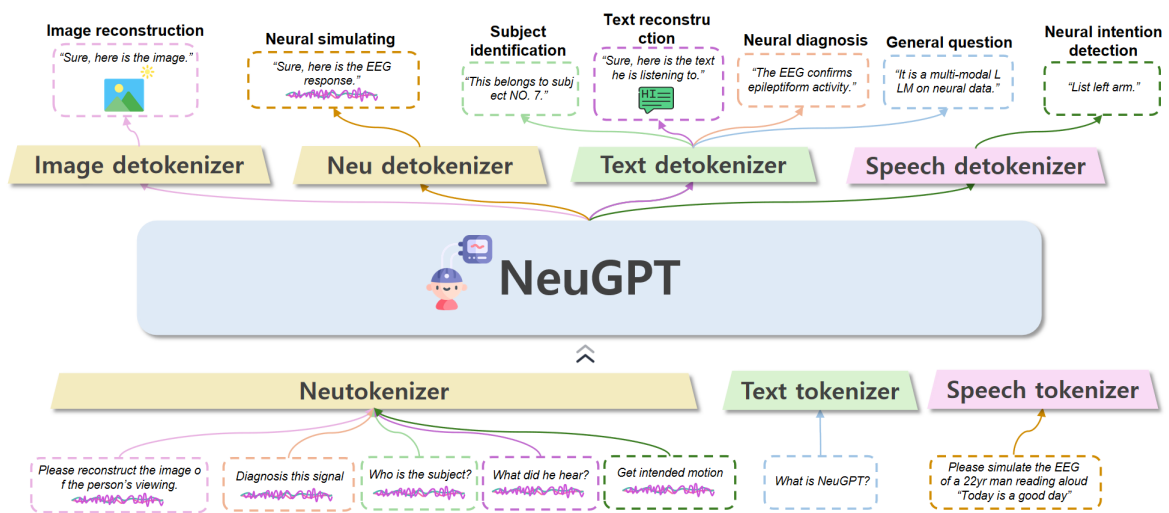 Image reconstruction
“Sure, here is the image.”
Neural simulating
“Sure, here is the EEG
response.”
Subject
identification
“This belongs to subj
ect NO. 7.”
Text reconstru
ction
“Sure, here is the text
he is listening to.”
HI
Neural diagnosis
“The EEG confirms
epileptiform activity.”
General question
“It is a multi-modal L
LM on neural data.”
Neural intention
detection
“List left arm.”
Image detokenizer
Neu detokenizer
Text detokenizer
Speech detokenizer
NeuGPT
Neutokenizer
Text tokenizer
Speech tokenizer
Please reconstruct the image o
f the person’s viewing.
Diagnosis this signal
Who is the subject?
What did he hear?
Get intended motion
What is NeuGPT?
Please simulate the EEG
of a 22yr man reading aloud
“Today is a good day”